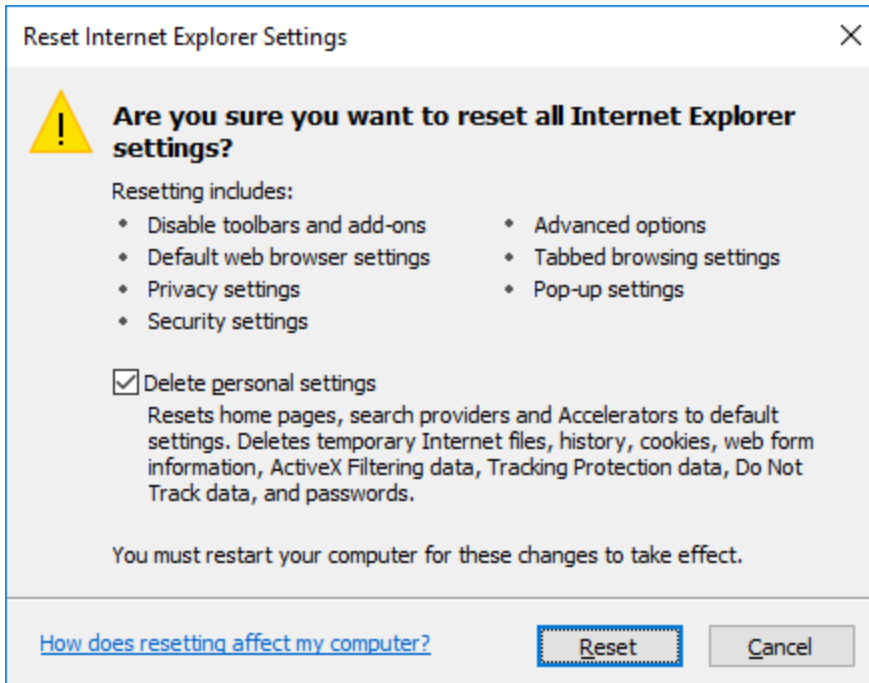 Reset Internet Explorer Settings
Are you sure you want to reset all Internet Explorer
settings?
Resetting includes:
• Disable toolbars and add-ons
• Default web browser settings
• Privacy settings
• Security settings
• Advanced options
• Tabbed browsing settings
• Pop-up settings
Delete personal settings
Resets home pages, search providers and Accelerators to default
settings. Deletes temporary Internet files, history, cookies, web form
information, ActiveX Filtering data, Tracking Protection data, Do Not
Track data, and passwords.
You must restart your computer for these changes to take effect.
How does resetting affect my computer?
Reset
Cancel